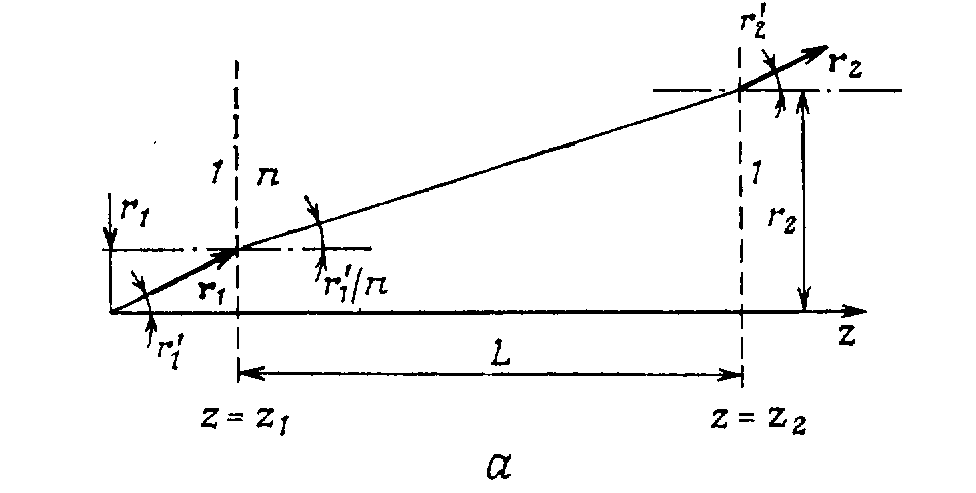 r₂'
r₂
1 n 1
r₁
r₂
r₁'/n
r₁
r₁'
z
L
z = z₁ z = z₂
а